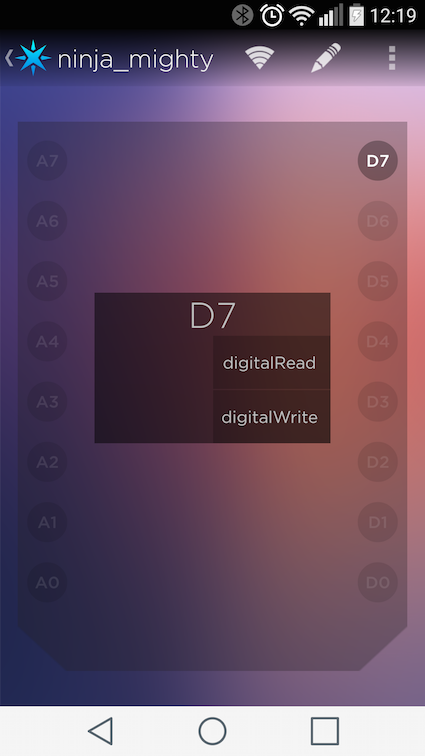 12:19
ninja_mighty
A7
D7
A6
D6
A5
D5
D7
A4
D4
digitalRead
A3
D3
digitalWrite
A2
D2
A1
D1
A0
D0